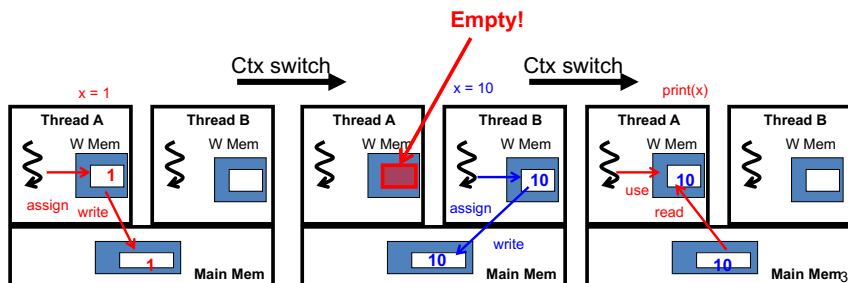 Empty!
Ctx switch
Ctx switch
x = 1
x = 10
print(x)
Thread A
Thread B
Thread A
Thread B
Thread A
Thread B
W Mem
W Mem
W Mem
W Mem
W Mem
W Mem
1
10
10
assign
write
assign
write
use
read
1
10
10
Main Mem
Main Mem
Main Mem
3